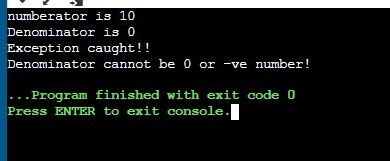 numberator is 10
Denominator is 0
Exception caught!!
Denominator cannot be 0 or -ve number!
...Program finished with exit code 0
Press ENTER to exit console.